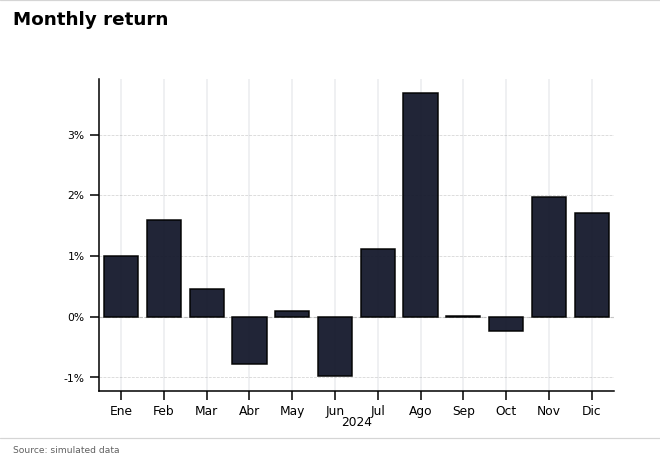 Monthly return
3%
2%
1%
0%
-1%
Ene Feb Mar Abr May Jun Jul Ago Sep Oct Nov Dic
2024
Source: simulated data